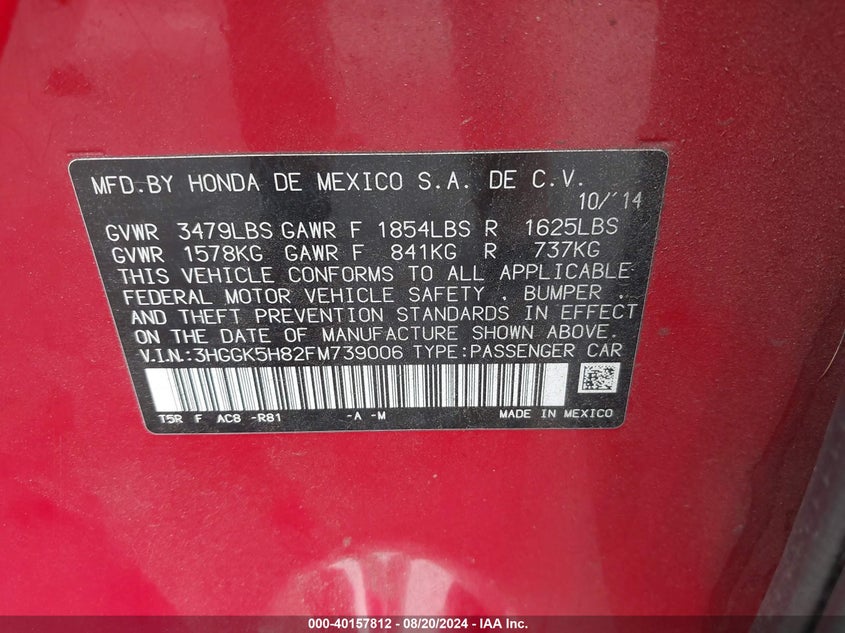 MFD.BY HONDA DE MEXICO S.A. DE C.V.
10/'14
GVWR 3479LBS GAWR F 1854LBS R 1625LBS
GVWR 1578KG GAWR F 841KG R 737KG
THIS VEHICLE CONFORMS TO ALL APPLICABLE
FEDERAL MOTOR VEHICLE SAFETY , BUMPER ,
AND THEFT PREVENTION STANDARDS IN EFFECT
ON THE DATE OF MANUFACTURE SHOWN ABOVE.
V.I.N.:3HGGK5H82FM739006 TYPE:PASSENGER CAR
T5R F AC8 -R81 -A -M MADE IN MEXICO
000-40157812 - 08/20/2024 - IAA Inc.